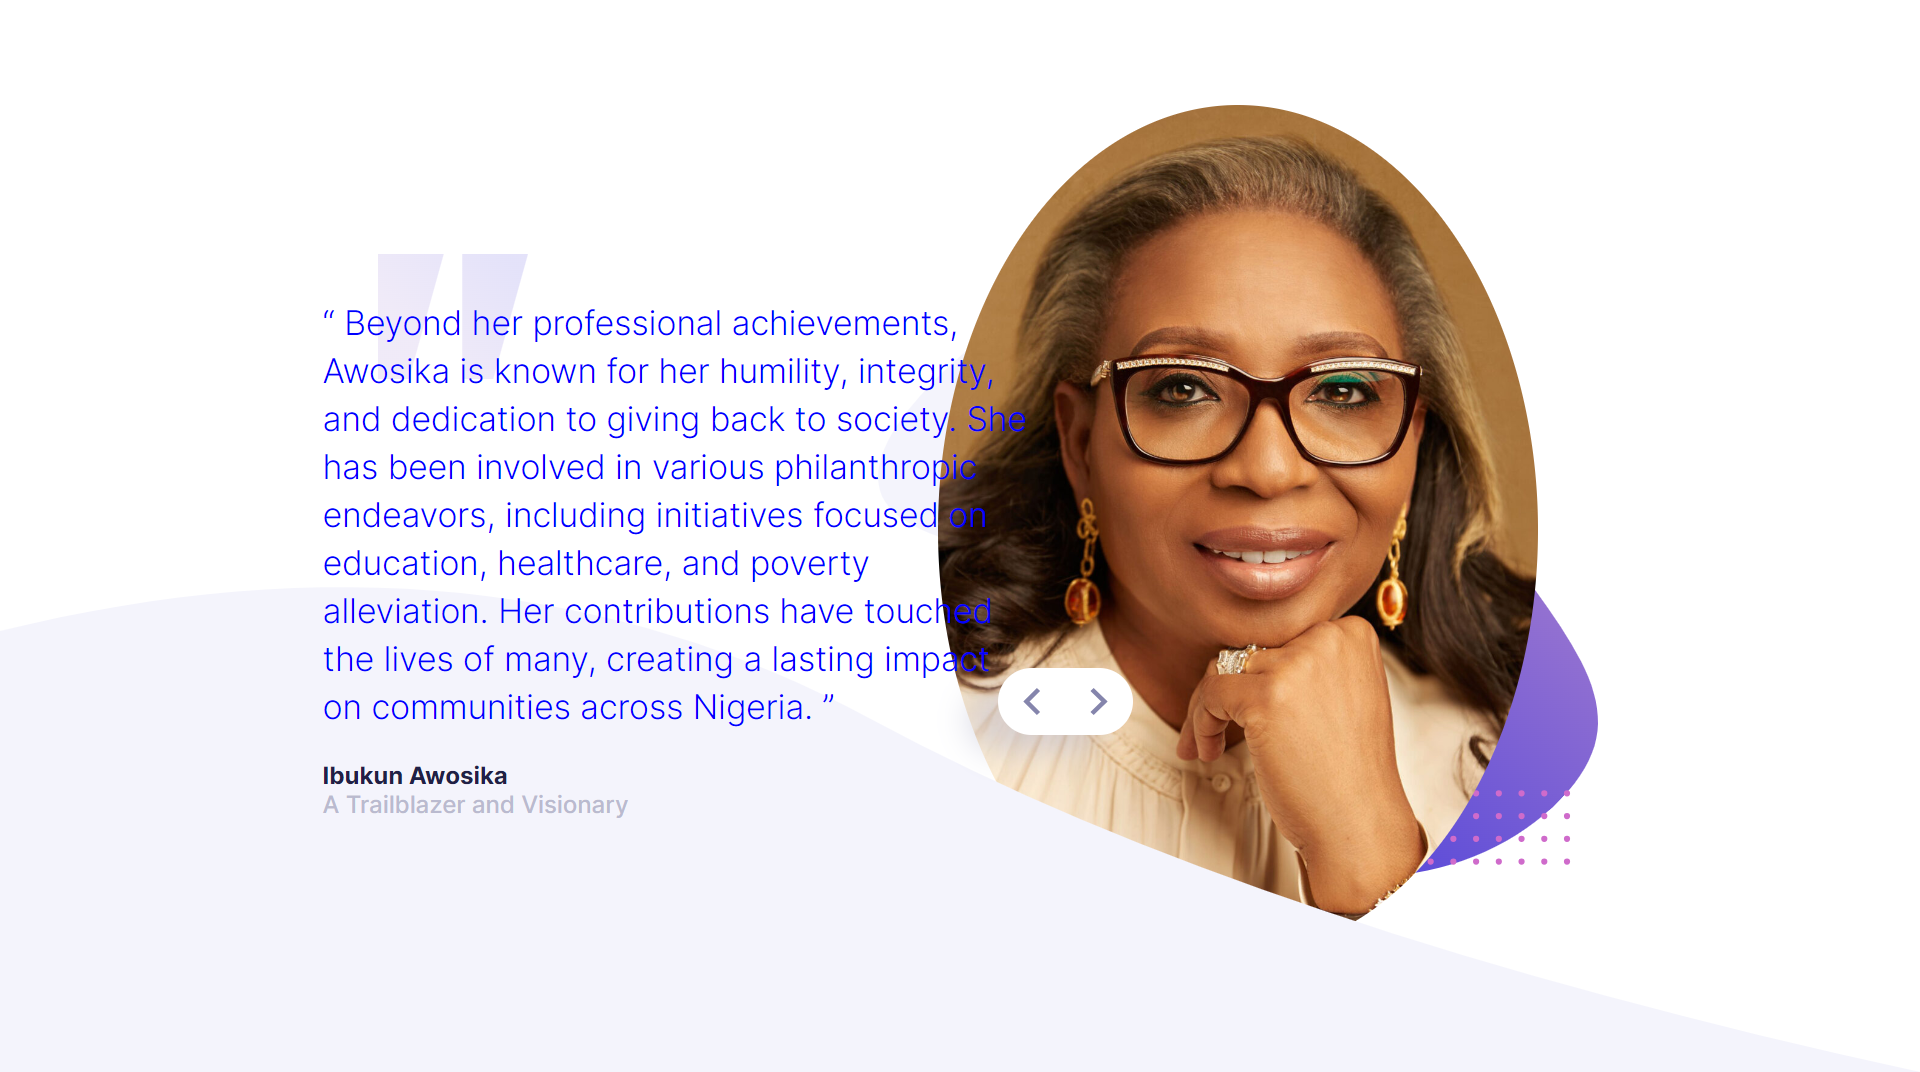 “ Beyond her professional achievements,
Awosika is known for her humility, integrity,
and dedication to giving back to society. She
has been involved in various philanthropic
endeavors, including initiatives focused on
education, healthcare, and poverty
alleviation. Her contributions have touched
the lives of many, creating a lasting impact
on communities across Nigeria. ”
Ibukun Awosika
A Trailblazer and Visionary